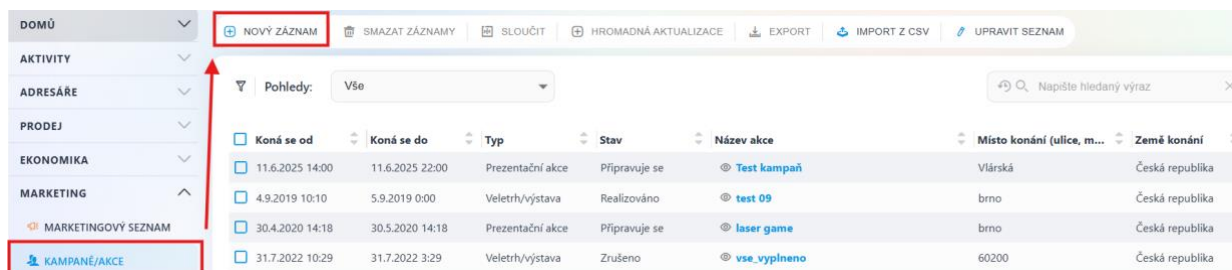 DOMŮ
AKTIVITY
ADRESÁŘE
PRODEJ
EKONOMIKA
MARKETING
MARKETINGOVÝ SEZNAM
KAMPANĚ/AKCE
NOVÝ ZÁZNAM SMAZAT ZÁZNAMY SLOUČIT HROMADNÁ AKTUALIZACE EXPORT IMPORT Z CSV UPRAVIT SEZNAM
Pohledy: Vše Napište hledaný výraz
Koná se od Koná se do Typ Stav Název akce Místo konání (ulice, m... Země konání
11.6.2025 14:00 11.6.2025 22:00 Prezentační akce Připravuje se Test kampaň Vlárská Česká republika
4.9.2019 10:10 5.9.2019 0:00 Veletrh/výstava Realizováno test 09 brno Česká republika
30.4.2020 14:18 30.5.2020 14:18 Prezentační akce Připravuje se laser game brno Česká republika
31.7.2022 10:29 31.7.2022 3:29 Veletrh/výstava Zrušeno vse_vyplneno 60200 Česká republika